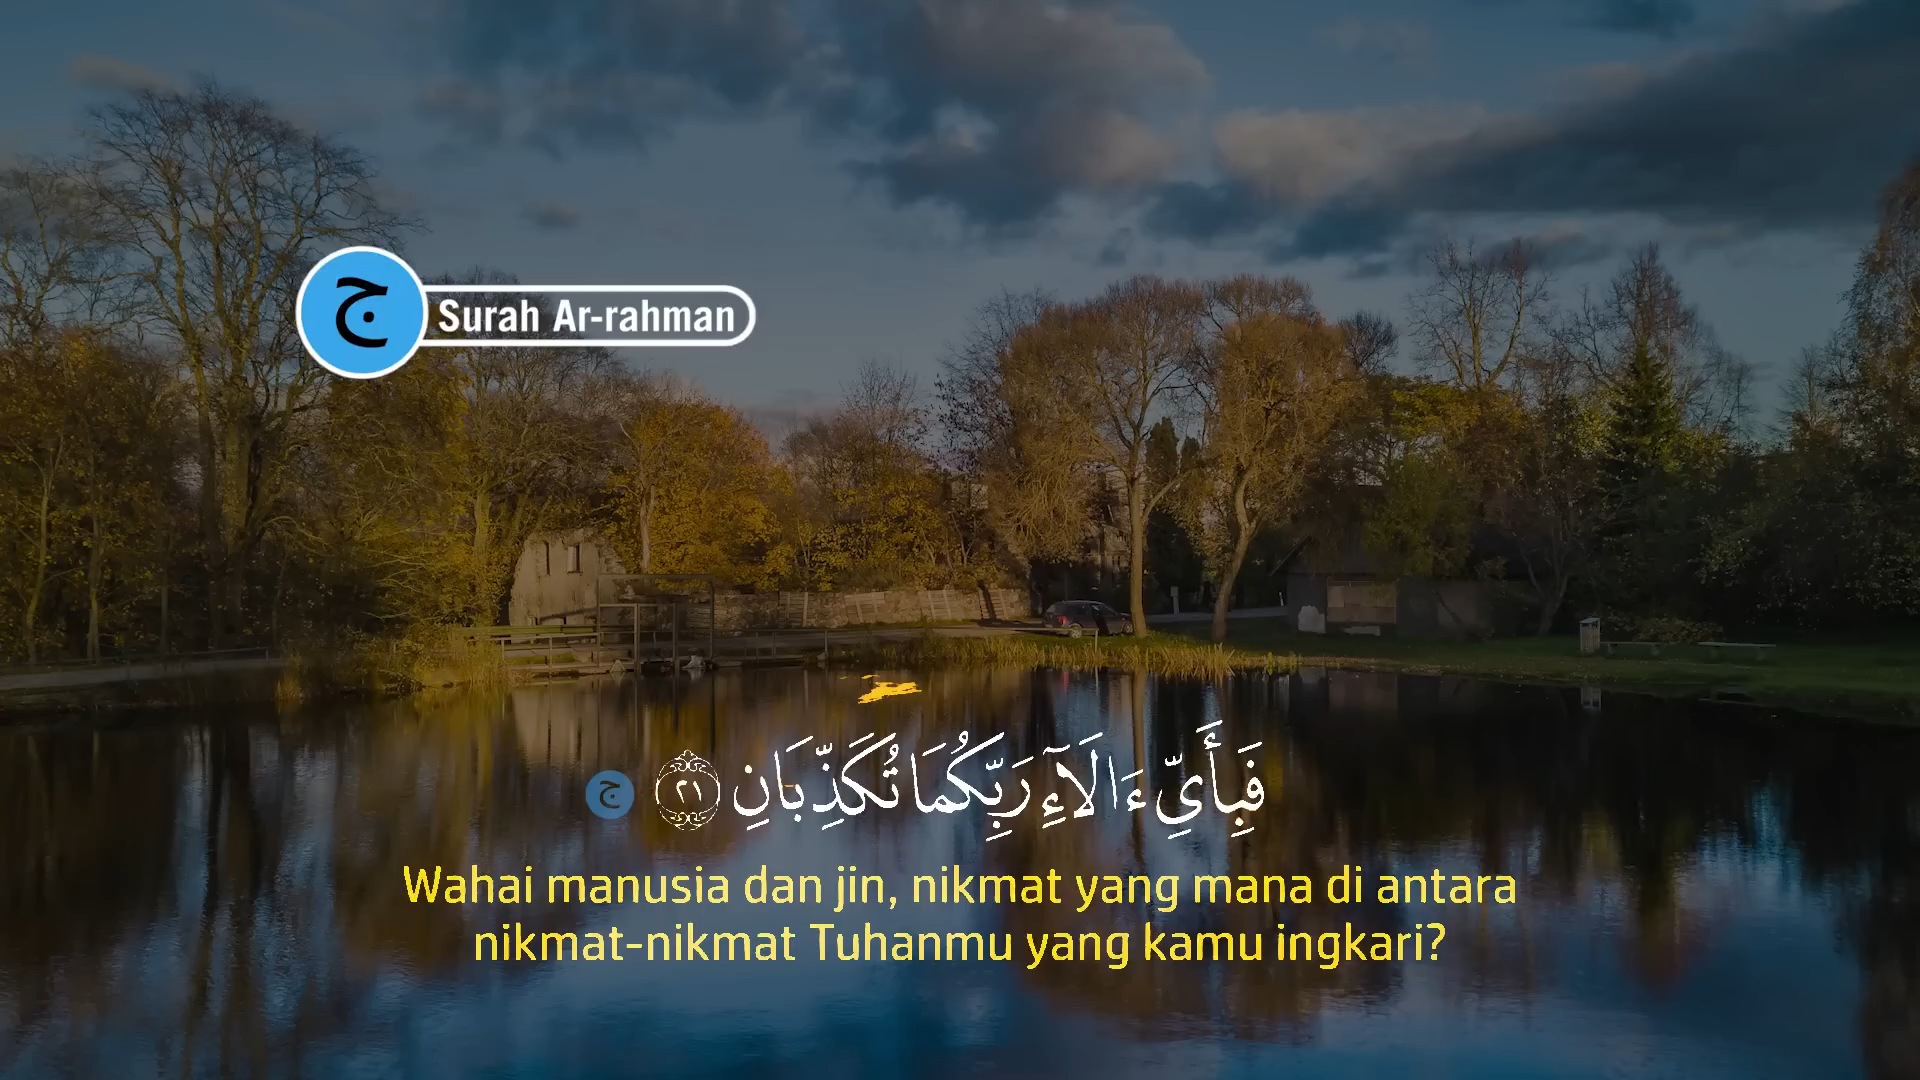 ج
Surah Ar-rahman
فَبِأَيِّ ءَالَآءِ رَبِّكُمَا تُكَذِّبَانِ ٢١
ج
Wahai manusia dan jin, nikmat yang mana di antara
nikmat-nikmat Tuhanmu yang kamu ingkari?